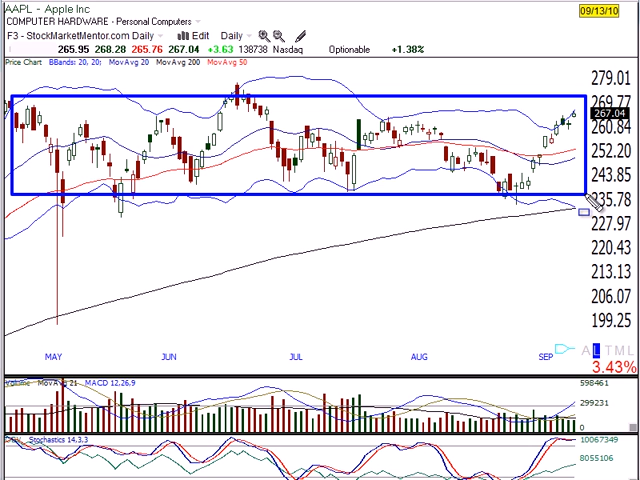 AAPL - Apple Inc
09/13/10
COMPUTER HARDWARE - Personal Computers
F3 - StockMarketMentor.com Daily Edit Daily
265.95 268.28 265.76 267.04 +3.63 138738 Nasdaq Optionable +1.38%
Price Chart BBands: 20, 20; MovAvg 20 MovAvg 200 MovAvg 50
279.01
269.77
267.04
260.84
252.20
243.85
235.78
227.97
220.43
213.13
206.07
199.25
MAY JUN JUL AUG SEP
A L T M L
3.43%
Volume MovAvg 21 MACD 12,26,9
598461
299231
0
Stochastics 14,3,3
10067349
8055106